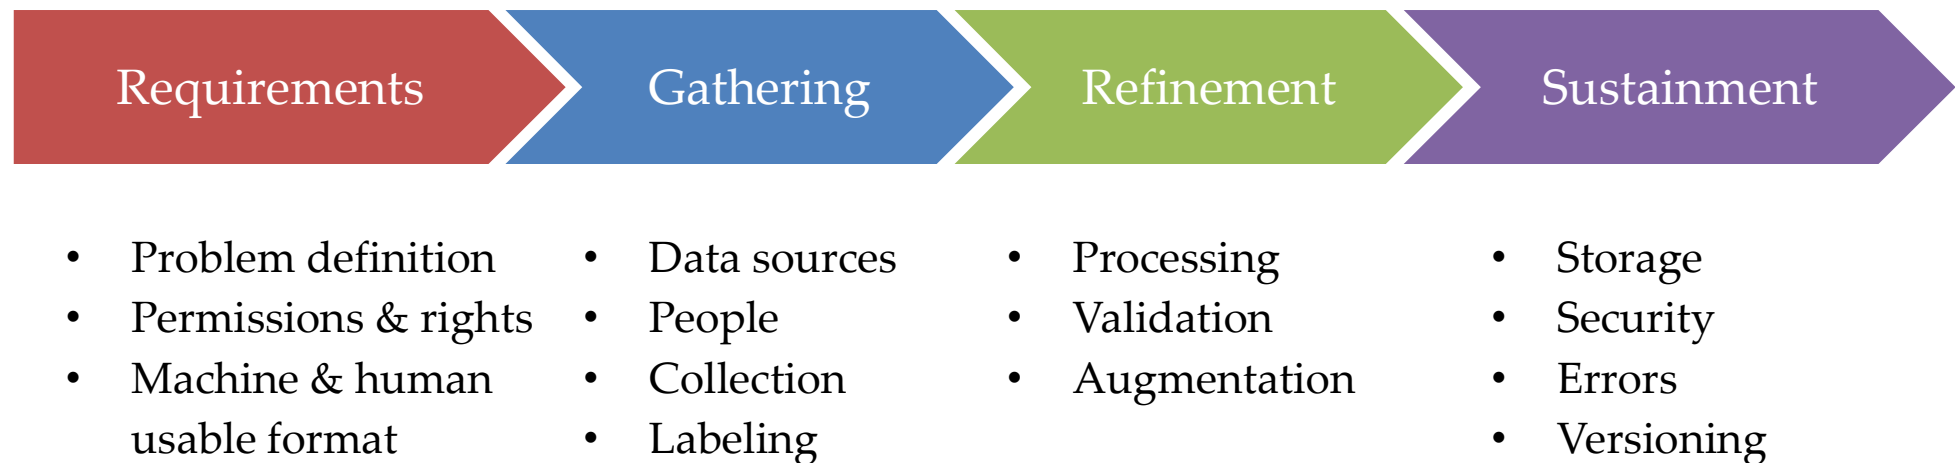 Requirements
Gathering
Refinement
Sustainment
• Problem definition
• Permissions & rights
• Machine & human
usable format
• Data sources
• People
• Collection
• Labeling
• Processing
• Validation
• Augmentation
• Storage
• Security
• Errors
• Versioning